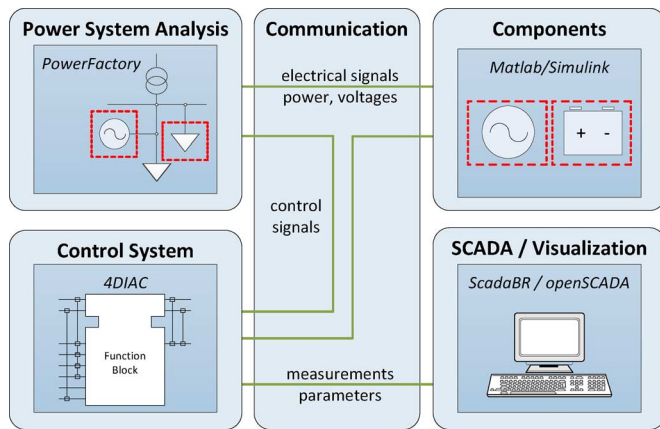 Power System Analysis
PowerFactory
Communication
electrical signals
power, voltages
control
signals
measurements
parameters
Components
Matlab/Simulink
+ -
Control System
4DIAC
Function
Block
SCADA / Visualization
ScadaBR / openSCADA